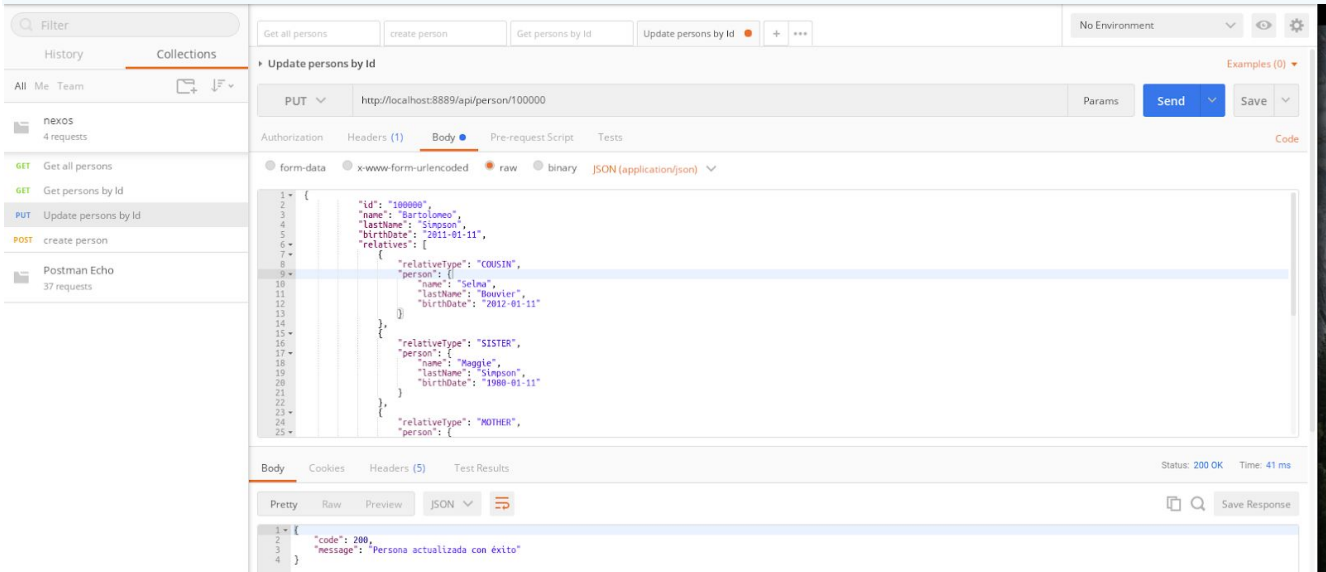 Filter
History Collections
All Me Team
nexos
4 requests
GET Get all persons
GET Get persons by Id
PUT Update persons by Id
POST create person
Postman Echo
37 requests
Get all persons create person Get persons by Id Update persons by Id + •••
No Environment
Update persons by Id
Examples (0)
PUT http://localhost:8889/api/person/100000 Params Send Save
Authorization Headers (1) Body Pre-request Script Tests Code
form-data x-www-form-urlencoded raw binary JSON (application/json)
1 {
2 "id": "100000",
3 "name": "Bartolomeo",
4 "lastName": "Simpson",
5 "birthDate": "2011-01-11",
6 "relatives": [
7 {
8 "relativeType": "COUSIN",
9 "person": {
10 "name": "Selma",
11 "lastName": "Bouvier",
12 "birthDate": "2012-01-11"
13 }
14 },
15 {
16 "relativeType": "SISTER",
17 "person": {
18 "name": "Maggie",
19 "lastName": "Simpson",
20 "birthDate": "1980-01-11"
21 }
22 },
23 {
24 "relativeType": "MOTHER",
25 "person": {
Body Cookies Headers (5) Test Results Status: 200 OK Time: 41 ms
Pretty Raw Preview JSON Save Response
1 {
2 "code": 200,
3 "message": "Persona actualizada con éxito"
4 }